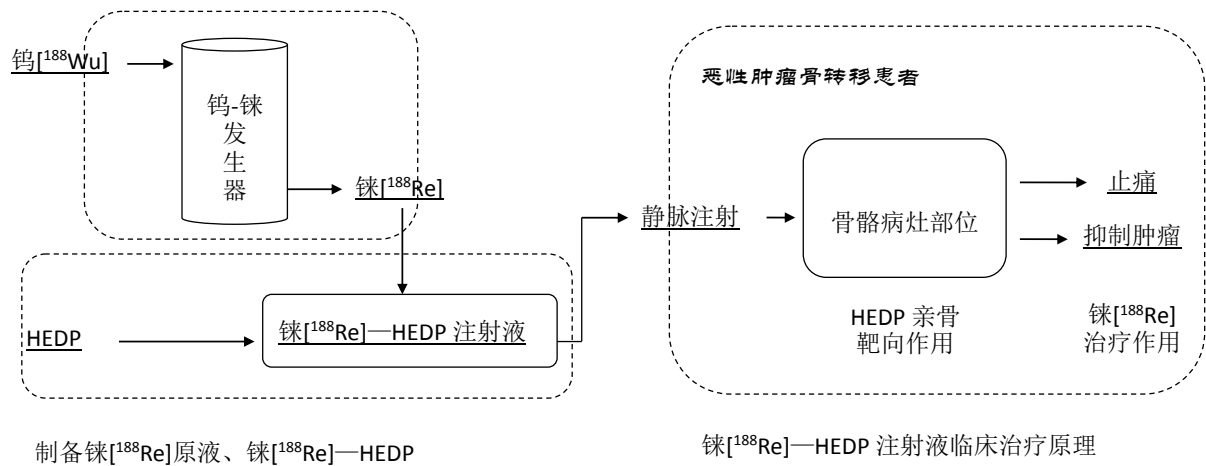 钨[¹⁸⁸Wu]
钨-铼
发
生
器
铼[¹⁸⁸Re]
HEDP
铼[¹⁸⁸Re]—HEDP 注射液
制备铼[¹⁸⁸Re]原液、铼[¹⁸⁸Re]—HEDP
恶性肿瘤骨转移患者
静脉注射
骨骼病灶部位
止痛
抑制肿瘤
HEDP 亲骨
靶向作用
铼[¹⁸⁸Re]
治疗作用
铼[¹⁸⁸Re]—HEDP 注射液临床治疗原理